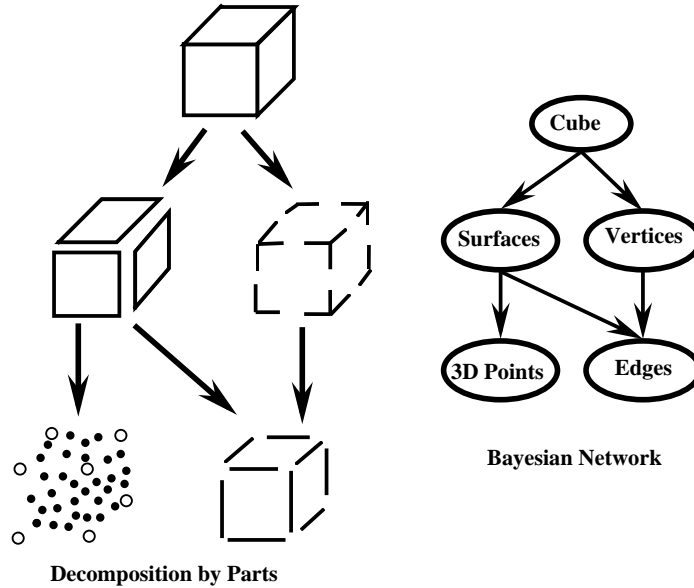 Cube
Surfaces
Vertices
3D Points
Edges
Bayesian Network
Decomposition by Parts